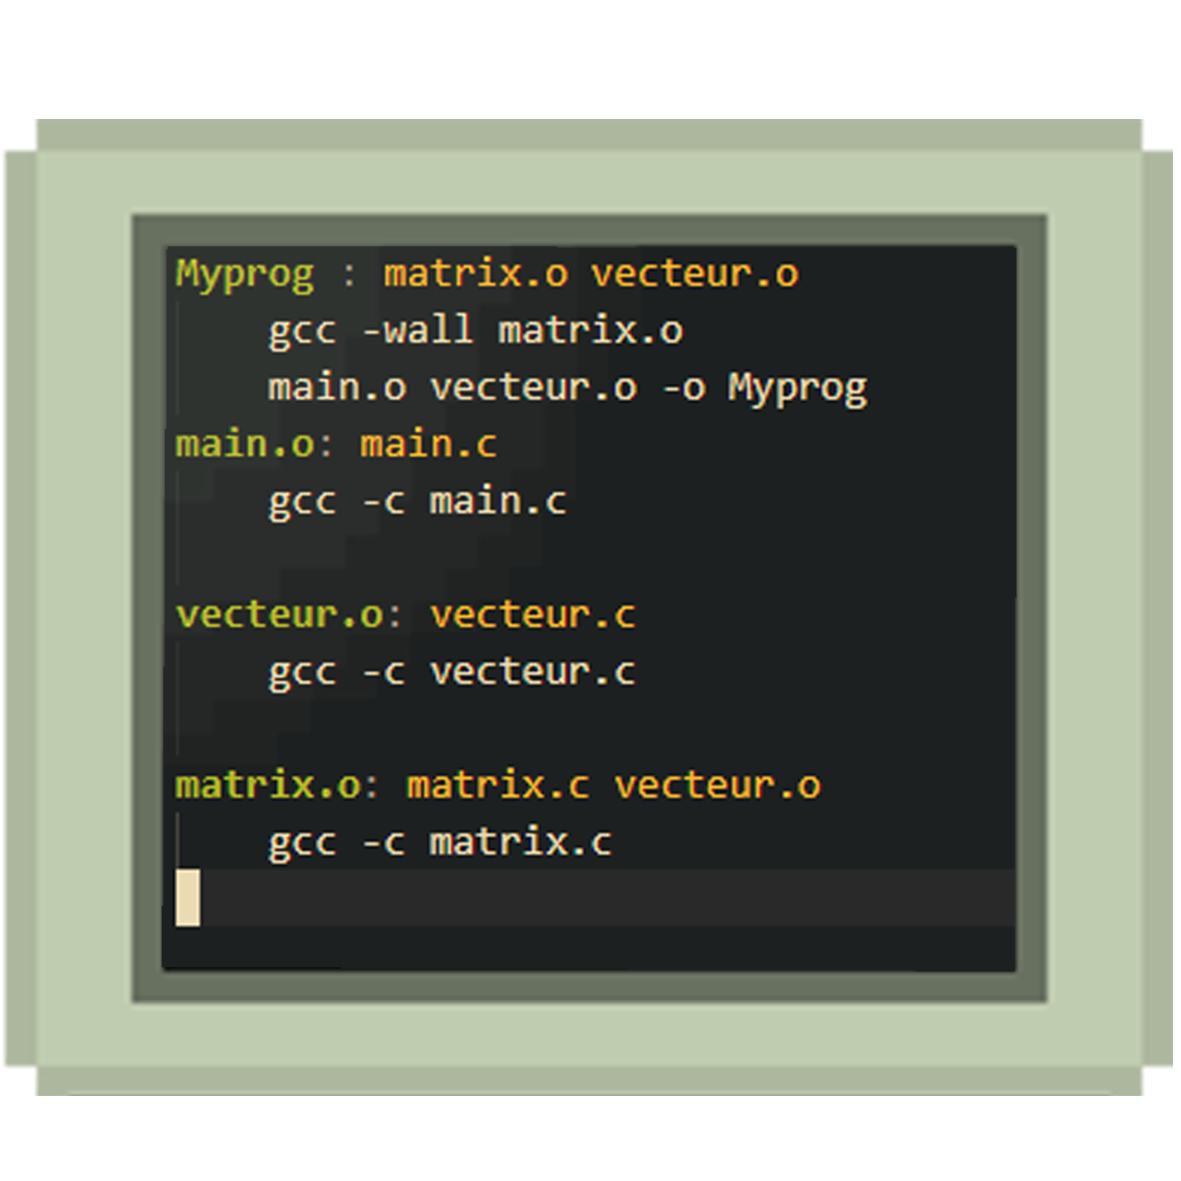 Myprog : matrix.o vecteur.o
gcc -wall matrix.o
main.o vecteur.o -o Myprog
main.o: main.c
gcc -c main.c
vecteur.o: vecteur.c
gcc -c vecteur.c
matrix.o: matrix.c vecteur.o
gcc -c matrix.c